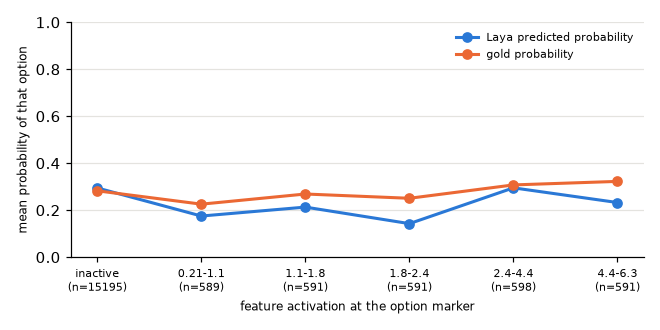 1.0
0.8
0.6
0.4
0.2
0.0
mean probability of that option
Laya predicted probability
gold probability
inactive
(n=15195)
0.21-1.1
(n=589)
1.1-1.8
(n=591)
1.8-2.4
(n=591)
2.4-4.4
(n=598)
4.4-6.3
(n=591)
feature activation at the option marker